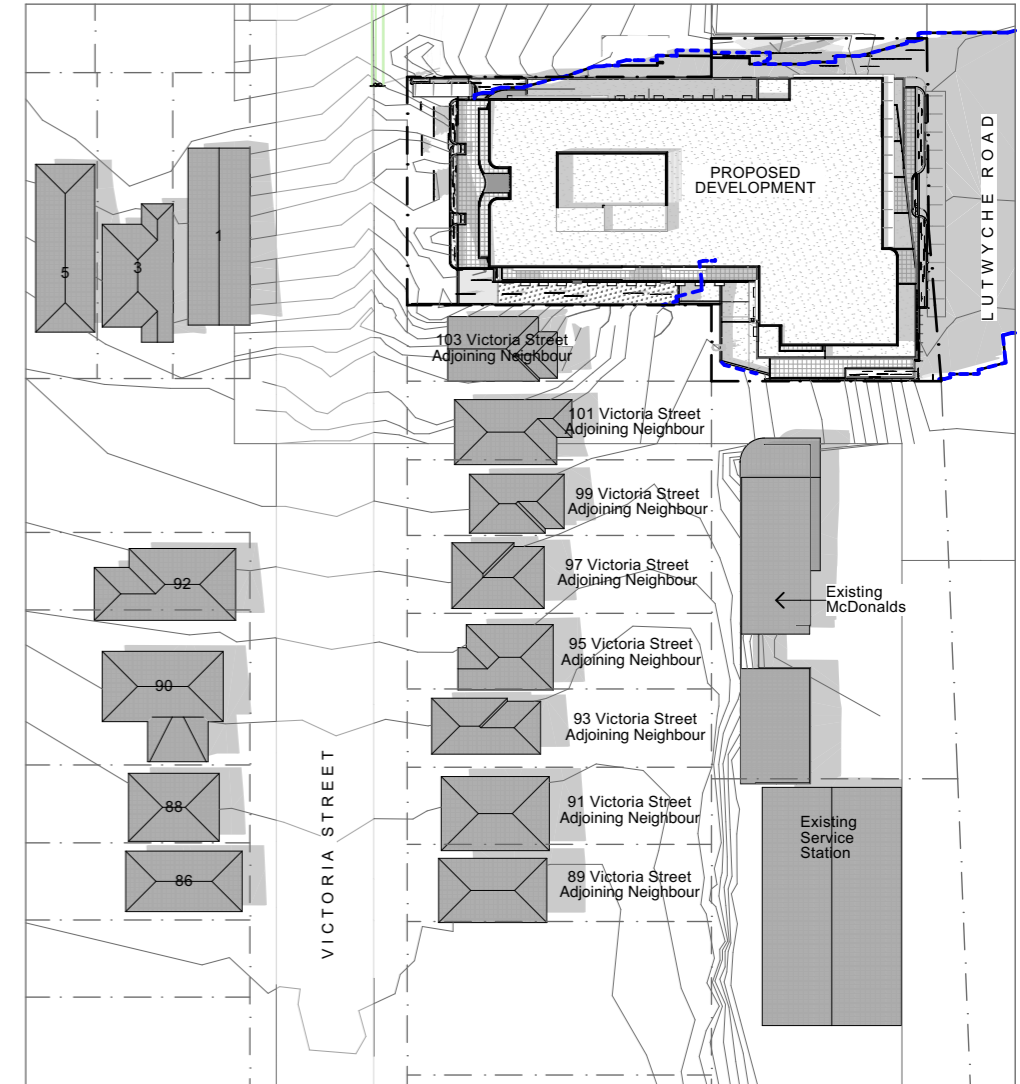 PROPOSED
DEVELOPMENT
LUTWYCHE ROAD
1
3
5
103 Victoria Street
Adjoining Neighbour
101 Victoria Street
Adjoining Neighbour
99 Victoria Street
Adjoining Neighbour
97 Victoria Street
Adjoining Neighbour
92
Existing
McDonalds
95 Victoria Street
Adjoining Neighbour
90
93 Victoria Street
Adjoining Neighbour
VICTORIA STREET
88
91 Victoria Street
Adjoining Neighbour
Existing
Service
Station
86
89 Victoria Street
Adjoining Neighbour